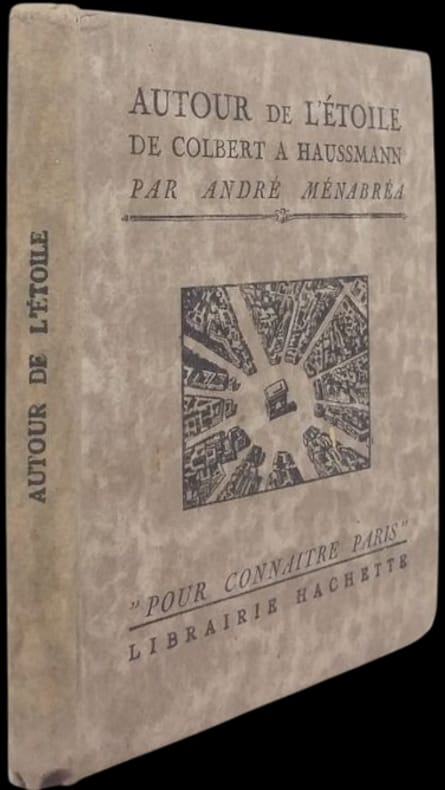 AUTOUR DE L'ÉTOILE
AUTOUR DE L'ÉTOILE
DE COLBERT A HAUSSMANN
PAR ANDRÉ MÉNABRÉA
"POUR CONNAITRE PARIS"
LIBRAIRIE HACHETTE